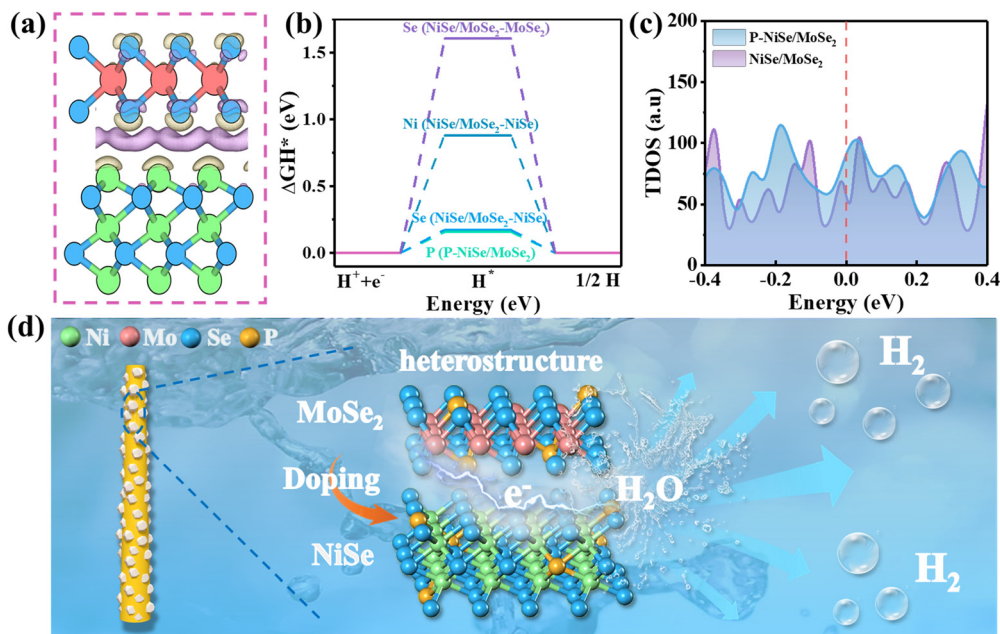 (a)
(b)
ΔGH* (eV)
1.5
1.0
0.5
0.0
Se (NiSe/MoSe₂-MoSe₂)
Ni (NiSe/MoSe₂-NiSe)
Se (NiSe/MoSe₂-NiSe)
P (P-NiSe/MoSe₂)
H⁺+e⁻ H* 1/2 H
Energy (eV)
(c)
TDOS (a.u)
200
150
100
50
0
P-NiSe/MoSe₂
NiSe/MoSe₂
-0.4 -0.2 0.0 0.2 0.4
Energy (eV)
(d)
Ni Mo Se P
heterostructure
MoSe₂
Doping
NiSe
e⁻
H₂O
H₂
H₂